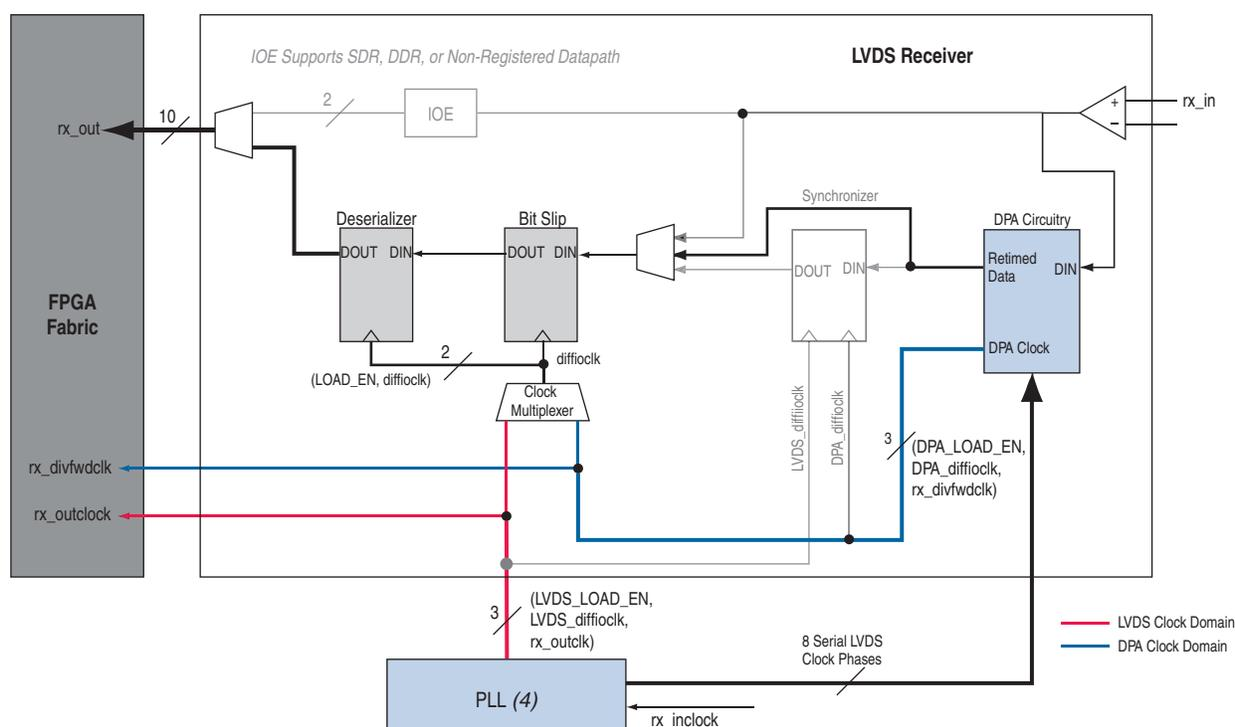 IOE Supports SDR, DDR, or Non-Registered Datapath
LVDS Receiver
2
IOE
+
–
rx_in
10
rx_out
Synchronizer
Deserializer
Bit Slip
DPA Circuitry
DOUT DIN
DOUT DIN
DOUT DIN
Retimed
Data
DIN
FPGA
Fabric
2
diffioclk
DPA Clock
(LOAD_EN, diffioclk)
Clock
Multiplexer
LVDS_diffiioclk
DPA_diffioclk
3
(DPA_LOAD_EN,
DPA_diffioclk,
rx_divfwdclk)
rx_divfwdclk
rx_outclock
3
(LVDS_LOAD_EN,
LVDS_diffioclk,
rx_outclk)
LVDS Clock Domain
DPA Clock Domain
8 Serial LVDS
Clock Phases
PLL (4)
rx_inclock